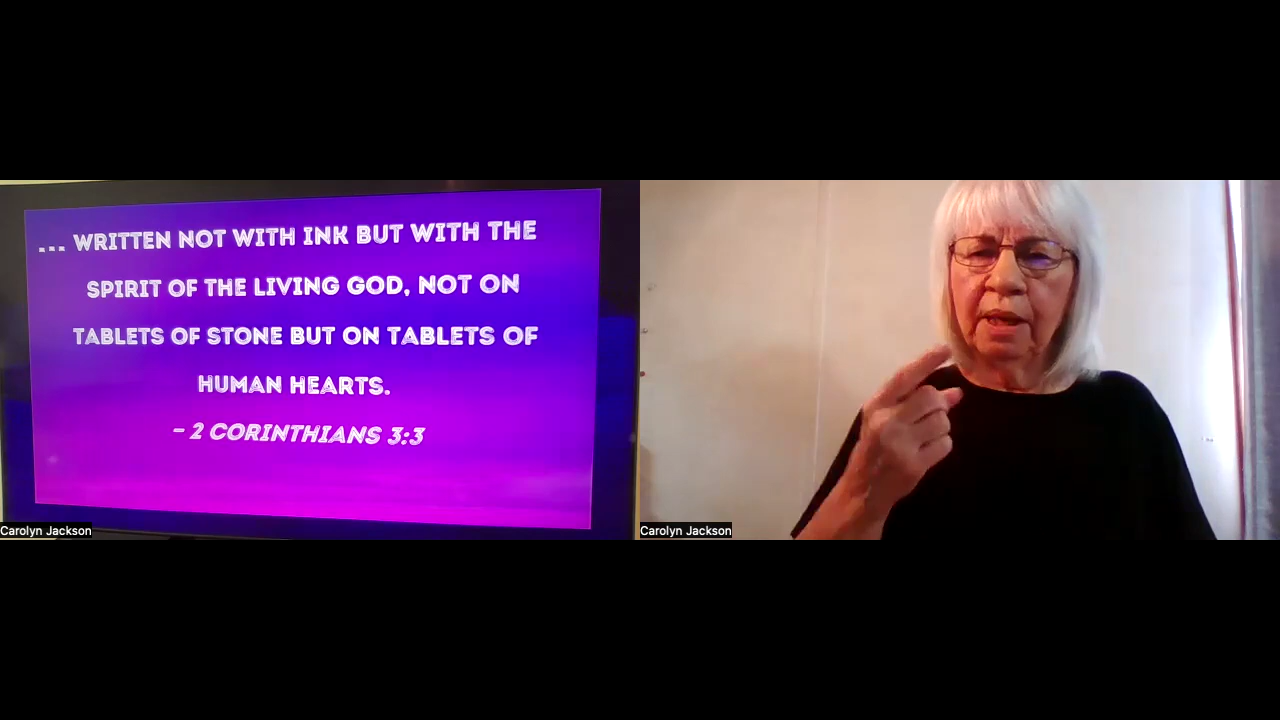 ... WRITTEN NOT WITH INK BUT WITH THE
SPIRIT OF THE LIVING GOD, NOT ON
TABLETS OF STONE BUT ON TABLETS OF
HUMAN HEARTS.
- 2 CORINTHIANS 3:3
Carolyn Jackson
Carolyn Jackson